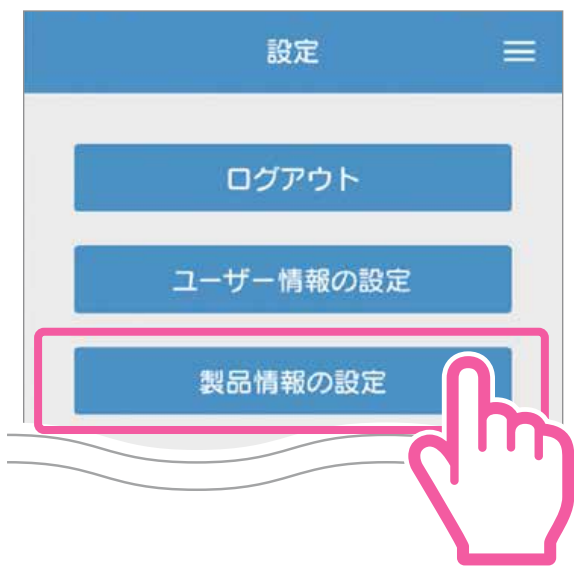 設定
ログアウト
ユーザー情報の設定
製品情報の設定